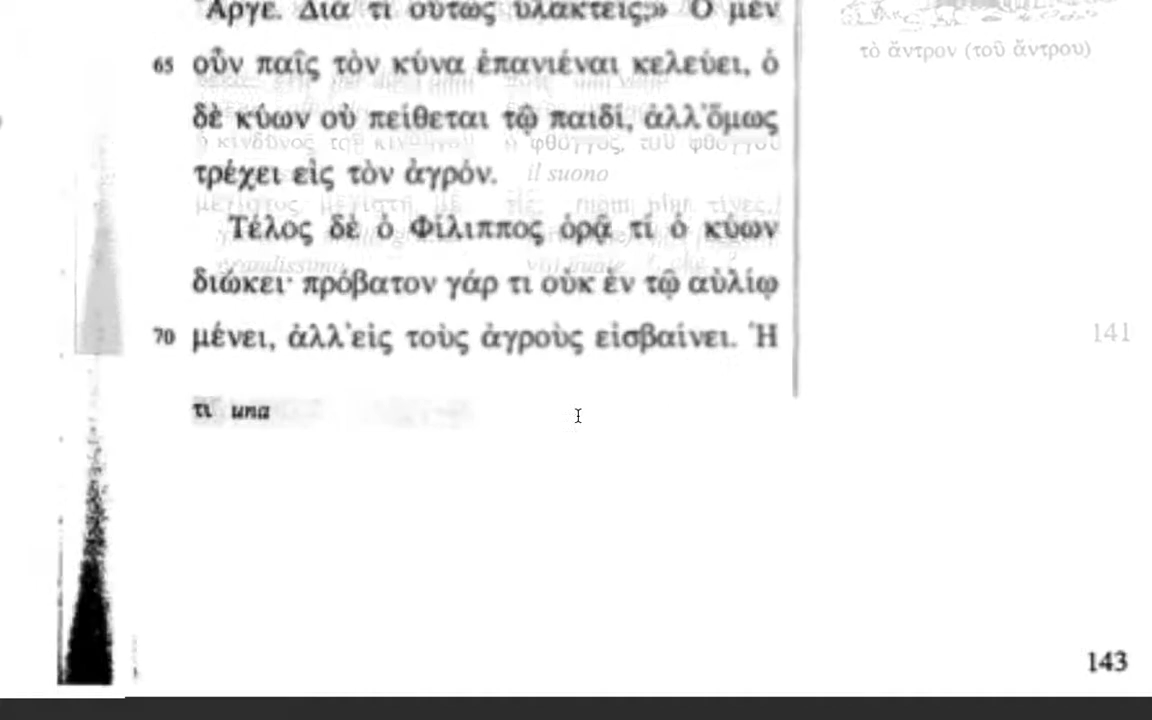 Ἄργε. Διὰ τί οὕτως ὑλακτεῖς;» Ὁ μὲν
τὸ ἄντρον (τοῦ ἄντρου)
65 οὖν παῖς τὸν κύνα ἐπανιέναι κελεύει, ὁ
δὲ κύων οὐ πείθεται τῷ παιδί, ἀλλ'ὅμως
ὁ φθόγγος, τοῦ φθόγγου
τρέχει εἰς τὸν ἀγρόν.
il suono
Τέλος δὲ ὁ Φίλιππος ὁρᾷ τί ὁ κύων
διώκει· πρόβατον γάρ τι οὐκ ἐν τῷ αὐλίῳ
70 μένει, ἀλλ'εἰς τοὺς ἀγροὺς εἰσβαίνει. Ἡ
141
τι una
143